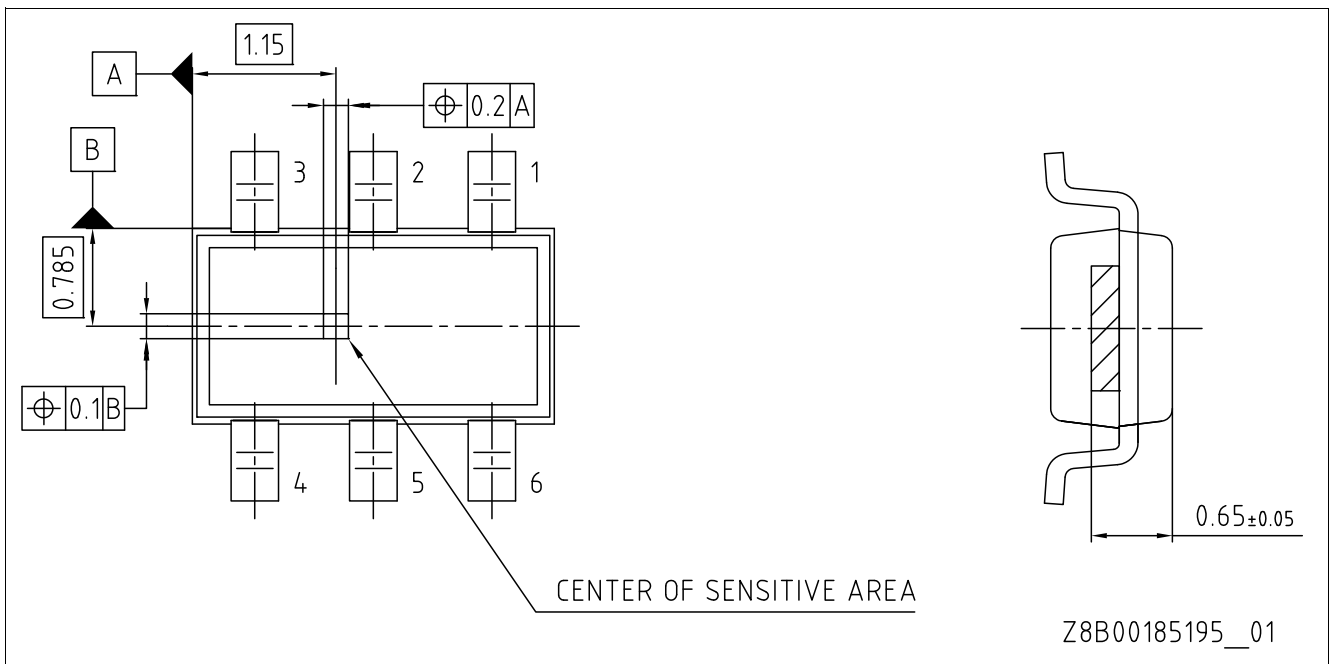 1.15
A
⌖ 0.2 A
B
3
2
1
0.785
⌖ 0.1 B
4
5
6
0.65±0.05
CENTER OF SENSITIVE AREA
Z8B00185195__01